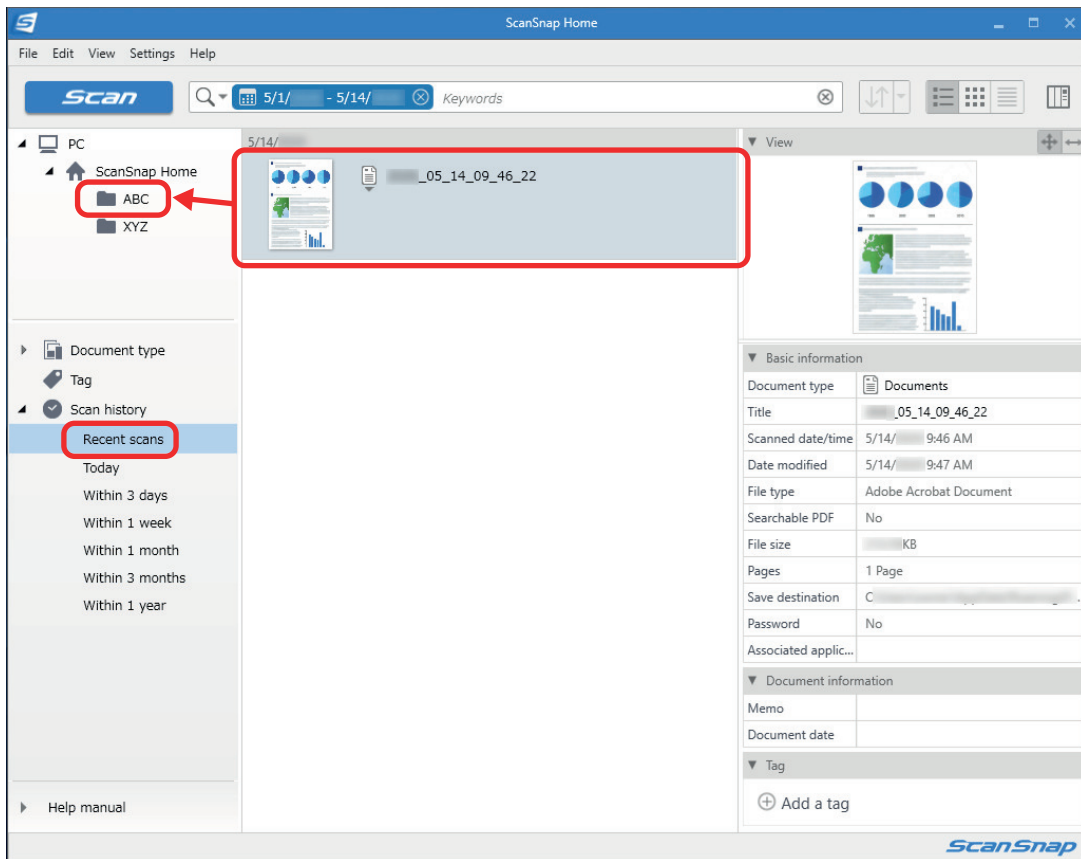 ScanSnap Home
File Edit View Settings Help
Scan
5/1/ - 5/14/
Keywords
PC
ScanSnap Home
ABC
XYZ
Document type
Tag
Scan history
Recent scans
Today
Within 3 days
Within 1 week
Within 1 month
Within 3 months
Within 1 year
Help manual
5/14/
_05_14_09_46_22
View
Basic information
Document type Documents
Title _05_14_09_46_22
Scanned date/time 5/14/ 9:46 AM
Date modified 5/14/ 9:47 AM
File type Adobe Acrobat Document
Searchable PDF No
File size KB
Pages 1 Page
Save destination C
Password No
Associated applic...
Document information
Memo
Document date
Tag
Add a tag
ScanSnap